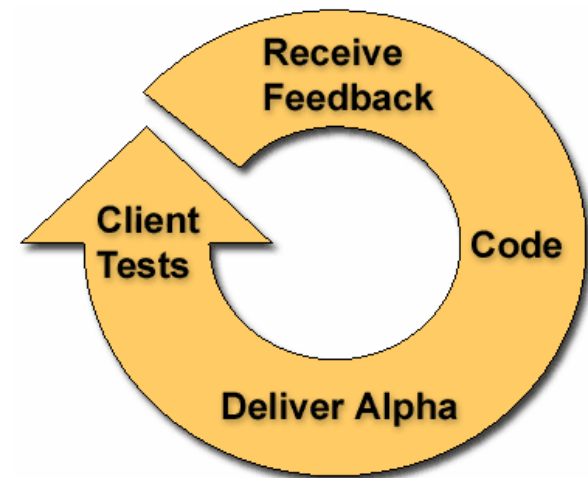 Receive
Feedback
Code
Deliver Alpha
Client
Tests